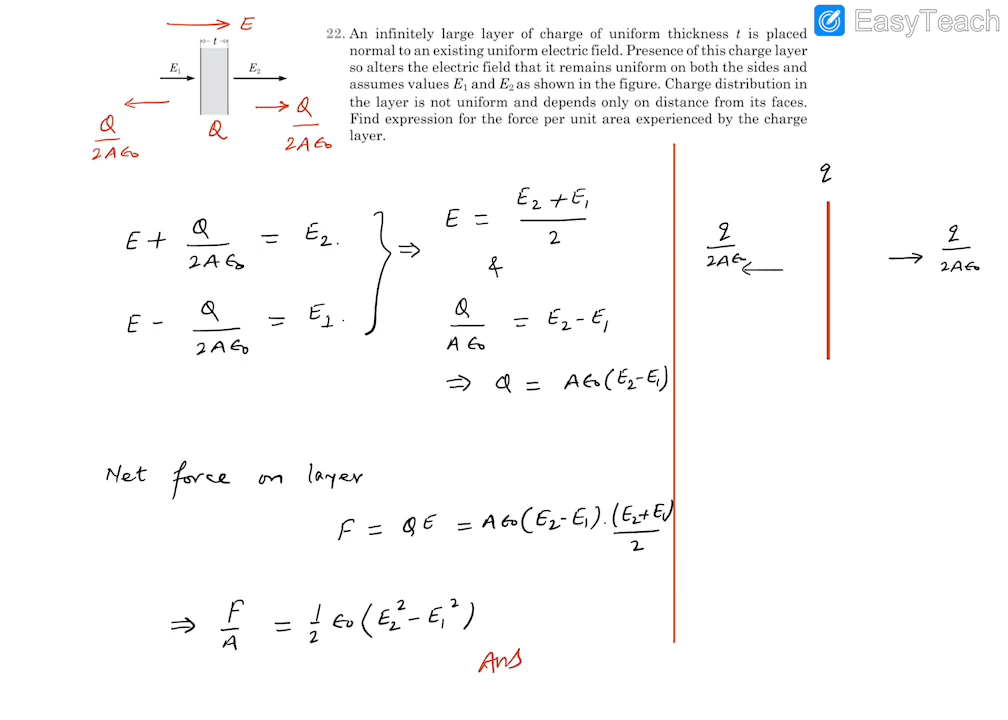 EasyTeach
E
t
E₁
E₂
Q
Q/2Aϵ₀
Q/2Aϵ₀
22. An infinitely large layer of charge of uniform thickness t is placed
normal to an existing uniform electric field. Presence of this charge layer
so alters the electric field that it remains uniform on both the sides and
assumes values E₁ and E₂ as shown in the figure. Charge distribution in
the layer is not uniform and depends only on distance from its faces.
Find expression for the force per unit area experienced by the charge
layer.
E + Q/2Aϵ₀ = E₂.
E - Q/2Aϵ₀ = E₁.
⇒ E = E₂ + E₁/2
&
Q/Aϵ₀ = E₂ - E₁
⇒ Q = Aϵ₀(E₂-E₁)
q
q/2Aϵ
q/2Aϵ₀
Net force on layer
F = QE = Aϵ₀(E₂-E₁).(E₂+E₁)/2
⇒ F/A = 1/2 ϵ₀(E₂² - E₁²)
Ans